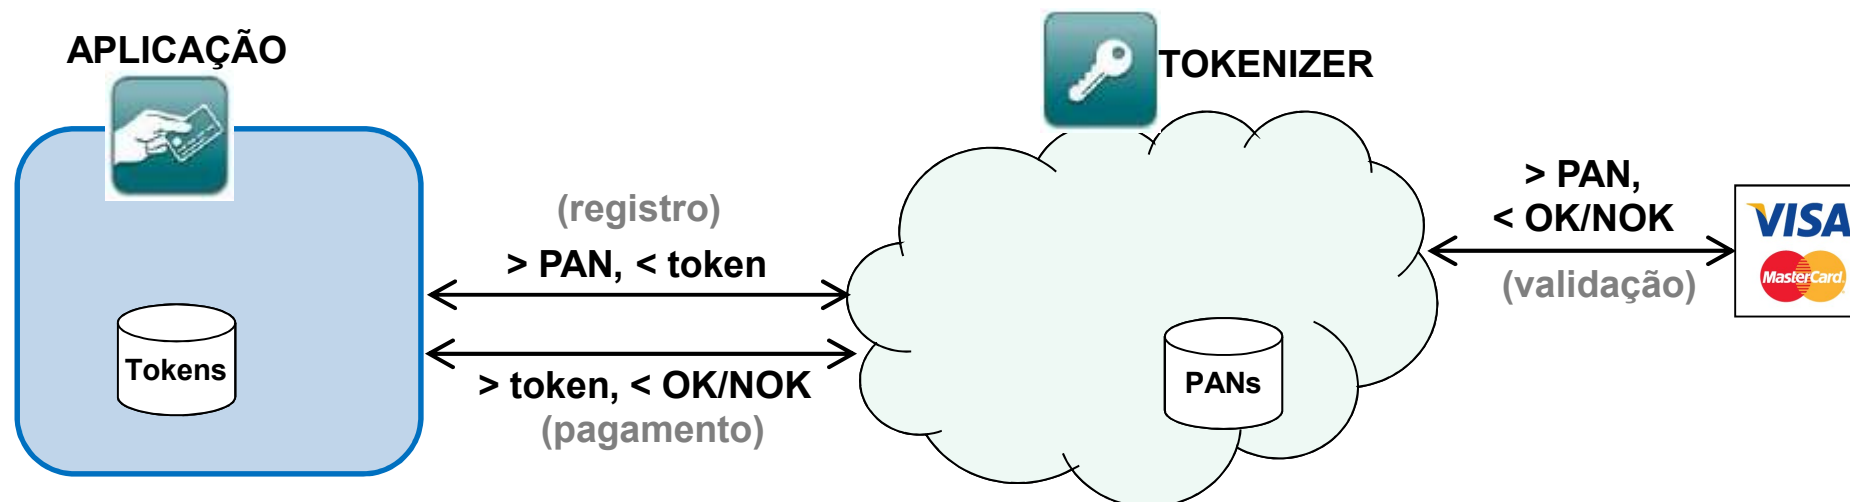 APLICAÇÃO
TOKENIZER
(registro)
> PAN, < token
> token, < OK/NOK
(pagamento)
Tokens
PANs
> PAN,
< OK/NOK
(validação)
VISA
MasterCard